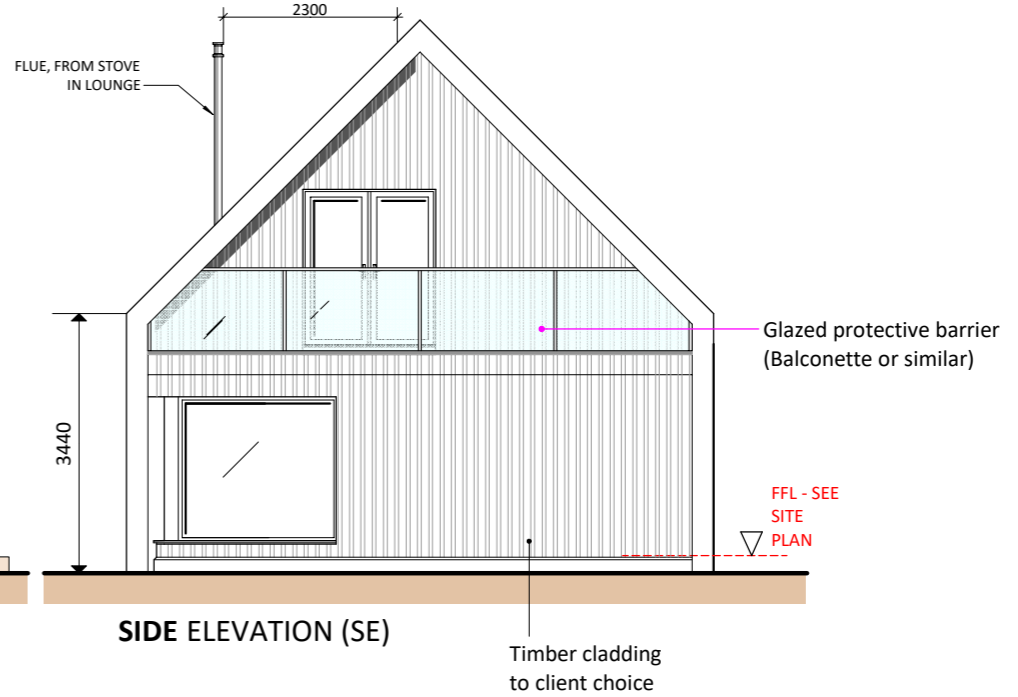 2300
FLUE, FROM STOVE
IN LOUNGE
Glazed protective barrier
(Balconette or similar)
3440
FFL - SEE
SITE
PLAN
SIDE ELEVATION (SE)
Timber cladding
to client choice